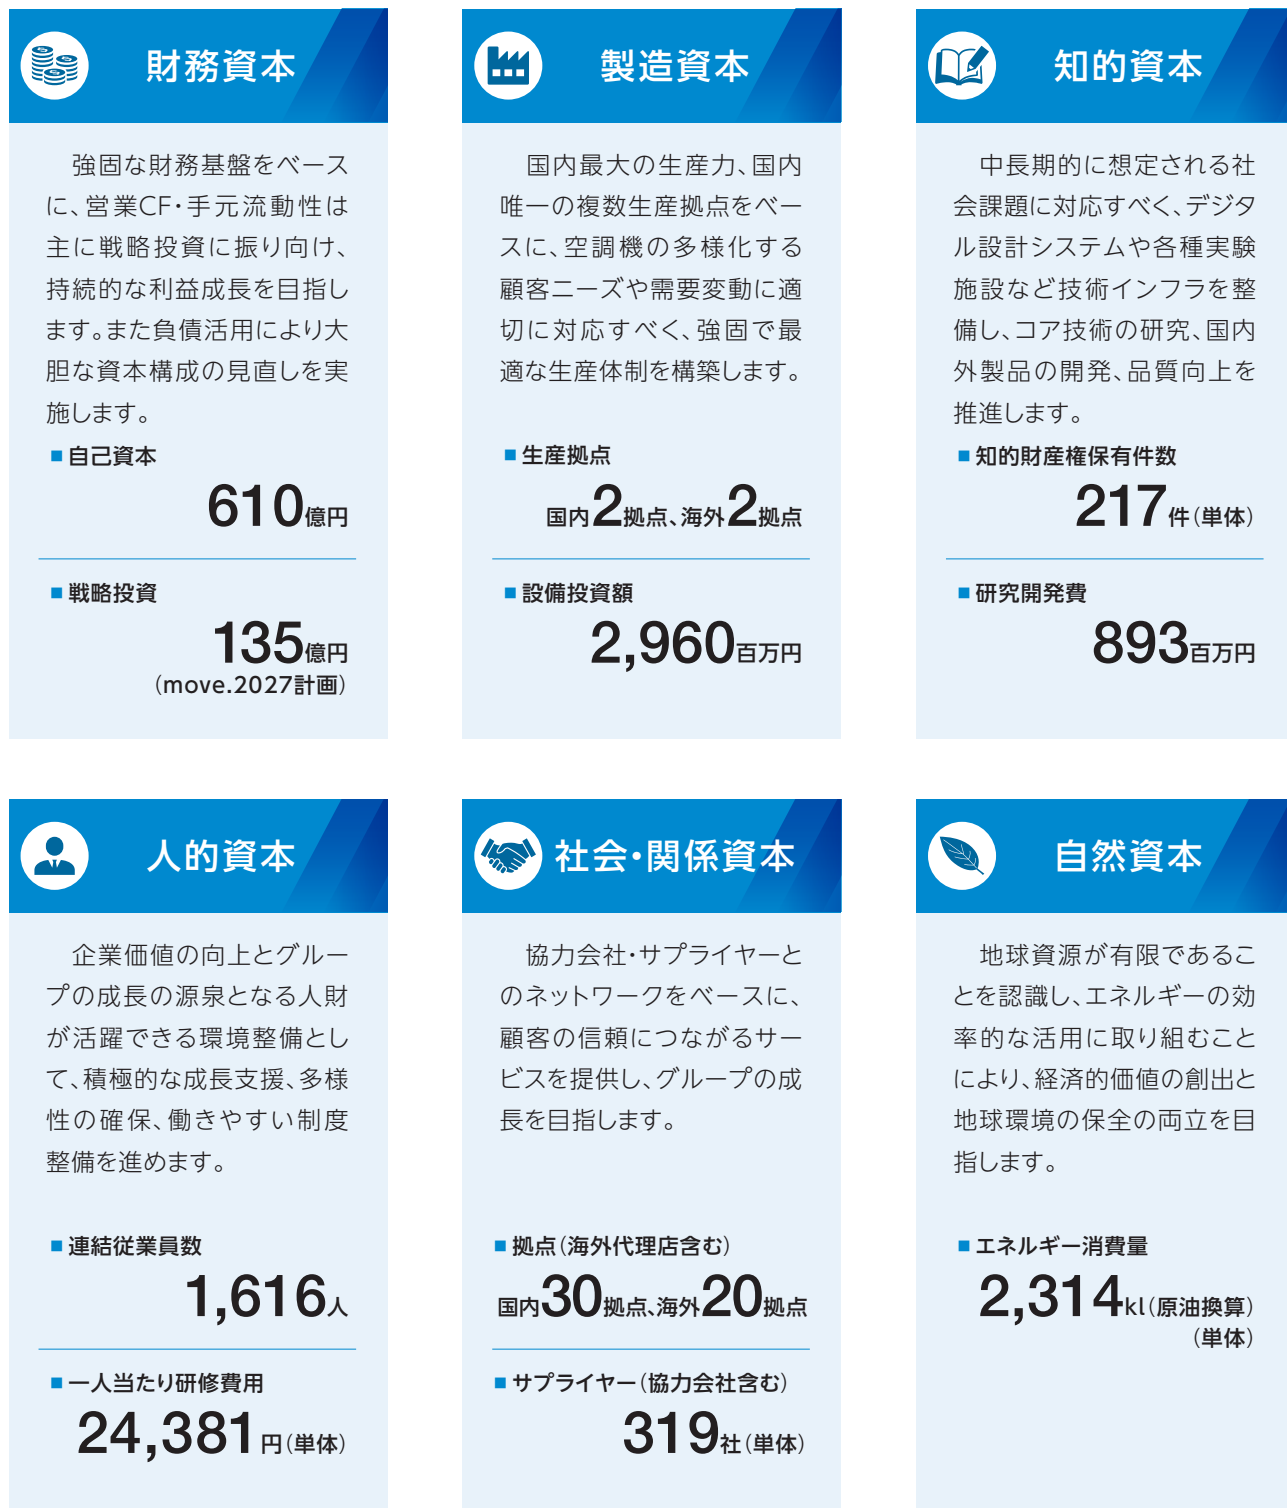 財務資本
強固な財務基盤をベース
に、営業CF・手元流動性は
主に戦略投資に振り向け、
持続的な利益成長を目指し
ます。また負債活用により大
胆な資本構成の見直しを実
施します。
■自己資本
610億円
■戦略投資
135億円
（move.2027計画）
製造資本
国内最大の生産力、国内
唯一の複数生産拠点をベー
スに、空調機の多様化する
顧客ニーズや需要変動に適
切に対応すべく、強固で最
適な生産体制を構築します。
■生産拠点
国内2拠点、海外2拠点
■設備投資額
2,960百万円
知的資本
中長期的に想定される社
会課題に対応すべく、デジタ
ル設計システムや各種実験
施設など技術インフラを整
備し、コア技術の研究、国内
外製品の開発、品質向上を
推進します。
■知的財産権保有件数
217件（単体）
■研究開発費
893百万円
人的資本
企業価値の向上とグルー
プの成長の源泉となる人財
が活躍できる環境整備とし
て、積極的な成長支援、多様
性の確保、働きやすい制度
整備を進めます。
■連結従業員数
1,616人
■一人当たり研修費用
24,381円（単体）
社会・関係資本
協力会社・サプライヤーと
のネットワークをベースに、
顧客の信頼につながるサー
ビスを提供し、グループの成
長を目指します。
■拠点（海外代理店含む）
国内30拠点、海外20拠点
■サプライヤー（協力会社含む）
319社（単体）
自然資本
地球資源が有限であるこ
とを認識し、エネルギーの効
率的な活用に取り組むこと
により、経済的価値の創出と
地球環境の保全の両立を目
指します。
■エネルギー消費量
2,314kl（原油換算）
（単体）